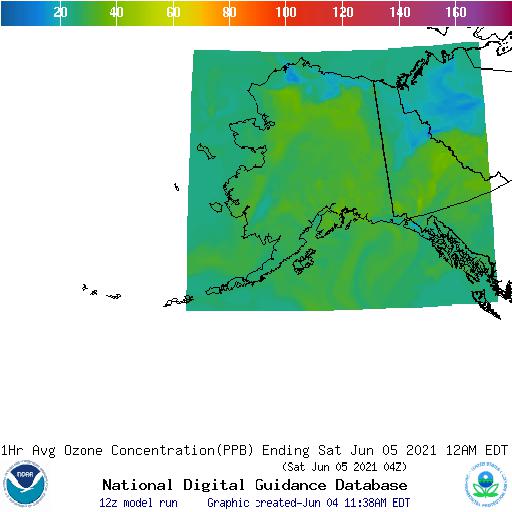 20 40 60 80 100 120 140 160
1Hr Avg Ozone Concentration(PPB) Ending Sat Jun 05 2021 12AM EDT
(Sat Jun 05 2021 04Z)
National Digital Guidance Database
12z model run Graphic created-Jun 04 11:38AM EDT
NOAA